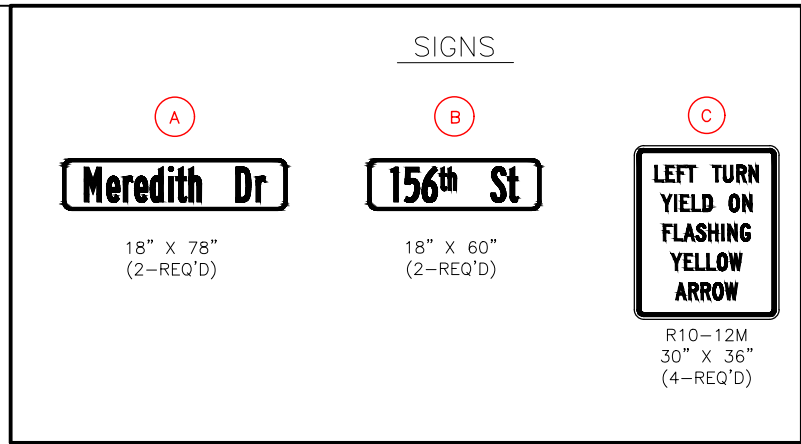 SIGNS
A
Meredith Dr
18" X 78"
(2-REQ'D)
B
156th St
18" X 60"
(2-REQ'D)
C
LEFT TURN
YIELD ON
FLASHING
YELLOW
ARROW
R10-12M
30" X 36"
(4-REQ'D)